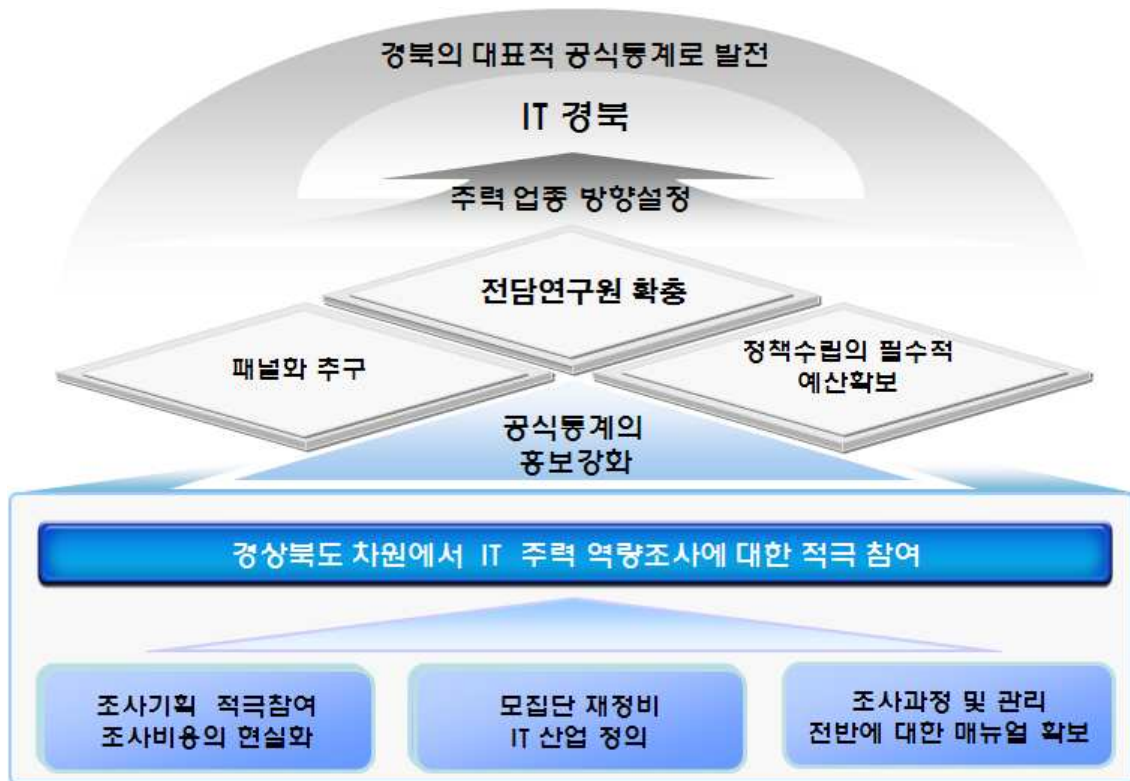 경북의 대표적 공식통계로 발전
IT 경북
주력 업종 방향설정
전담연구원 확충
패널화 추구
정책수립의 필수적
예산확보
공식통계의
홍보강화
경상북도 차원에서 IT 주력 역량조사에 대한 적극 참여
조사기획 적극참여
조사비용의 현실화
모집단 재정비
IT 산업 정의
조사과정 및 관리
전반에 대한 매뉴얼 확보